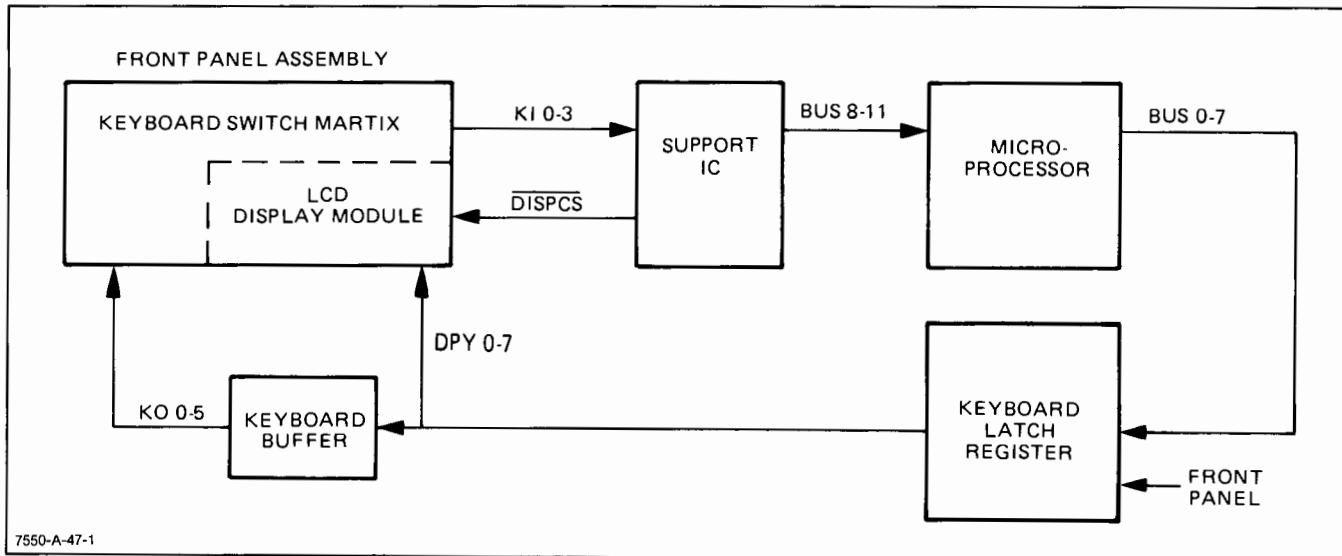 FRONT PANEL ASSEMBLY
KEYBOARD SWITCH MARTIX
LCD
DISPLAY MODULE
KI 0-3
DISPCS
SUPPORT
IC
BUS 8-11
MICRO-
PROCESSOR
BUS 0-7
DPY 0-7
KO 0-5
KEYBOARD
BUFFER
KEYBOARD
LATCH
REGISTER
FRONT
PANEL
7550-A-47-1